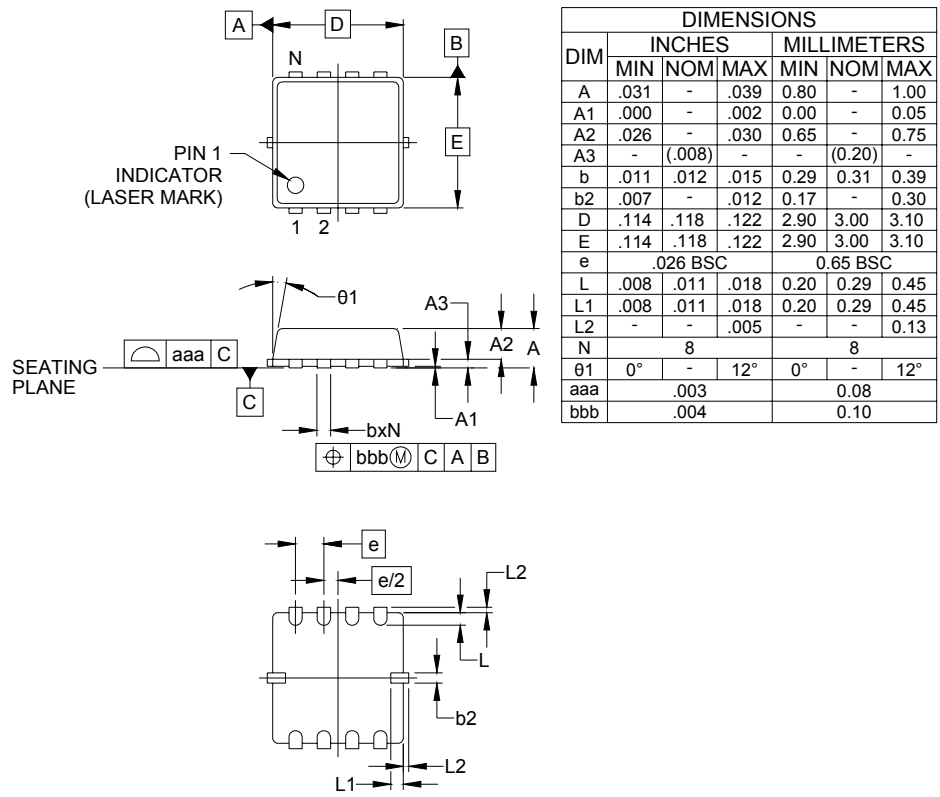 A
D
B
N
E
PIN 1
INDICATOR
(LASER MARK)
1 2
θ1
A3
A2
A
⌓ aaa C
SEATING
PLANE
C
A1
bxN
⌖ bbbⓂ C A B
e
e/2
L2
L
b2
L2
L1
DIMENSIONS
DIM INCHES MILLIMETERS
MIN NOM MAX MIN NOM MAX
A .031 - .039 0.80 - 1.00
A1 .000 - .002 0.00 - 0.05
A2 .026 - .030 0.65 - 0.75
A3 - (.008) - - (0.20) -
b .011 .012 .015 0.29 0.31 0.39
b2 .007 - .012 0.17 - 0.30
D .114 .118 .122 2.90 3.00 3.10
E .114 .118 .122 2.90 3.00 3.10
e .026 BSC 0.65 BSC
L .008 .011 .018 0.20 0.29 0.45
L1 .008 .011 .018 0.20 0.29 0.45
L2 - - .005 - - 0.13
N 8 8
θ1 0° - 12° 0° - 12°
aaa .003 0.08
bbb .004 0.10